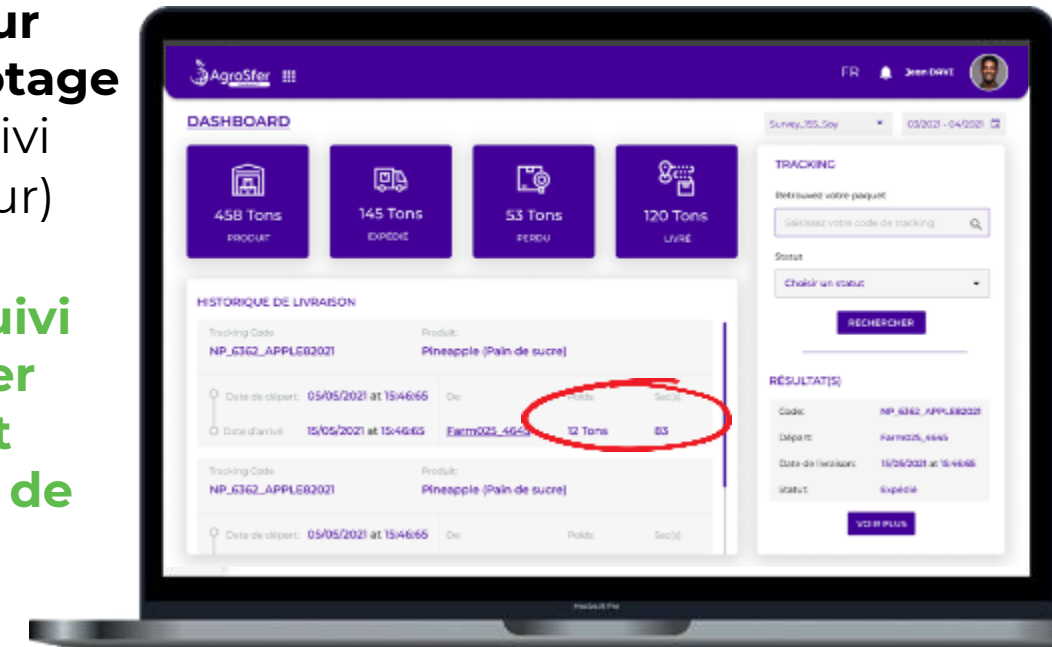 ur
otage
ivi
ur)
uivi
er
t
de
AgroSfer
FR
Jenn DAVE
DASHBOARD
Survey_155_Soy
03/2021 - 04/2021
458 Tons
PRODUIT
145 Tons
EXPÉDIÉ
53 Tons
PERDU
120 Tons
LIVRÉ
HISTORIQUE DE LIVRAISON
Tracking Code Produit:
NP_6362_APPLE82021 Pineapple (Pain de sucre)
Date de départ: 05/05/2021 at 15:46:65 De: Poids: Sac(s):
Date d'arrivé: 15/05/2021 at 15:46:65 Farm025_4645 12 Tons 83
Tracking Code Produit:
NP_6362_APPLE82021 Pineapple (Pain de sucre)
Date de départ: 05/05/2021 at 15:46:65 De: Poids: Sac(s):
TRACKING
Retrouvez votre paquet
Saisissez votre code de tracking
Statut
Choisir un statut
RECHERCHER
RÉSULTAT(S)
Code: NP_6362_APPLE82021
Départ: Farm025_4645
Date de livraison: 15/05/2021 at 15:46:65
Statut: Expédié
VOIR PLUS
MacBook Pro